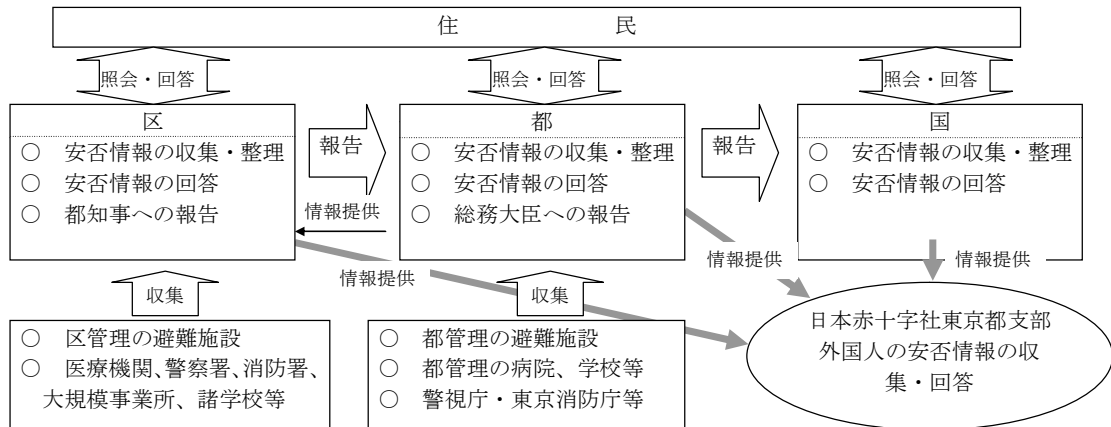 住　民
照会・回答
照会・回答
照会・回答
区
○　安否情報の収集・整理
○　安否情報の回答
○　都知事への報告
報告
都
○　安否情報の収集・整理
○　安否情報の回答
○　総務大臣への報告
報告
国
○　安否情報の収集・整理
○　安否情報の回答
情報提供
情報提供
情報提供
情報提供
収集
収集
○　区管理の避難施設
○　医療機関、警察署、消防署、
大規模事業所、諸学校等
○　都管理の避難施設
○　都管理の病院、学校等
○　警視庁・東京消防庁等
日本赤十字社東京都支部
外国人の安否情報の収
集・回答